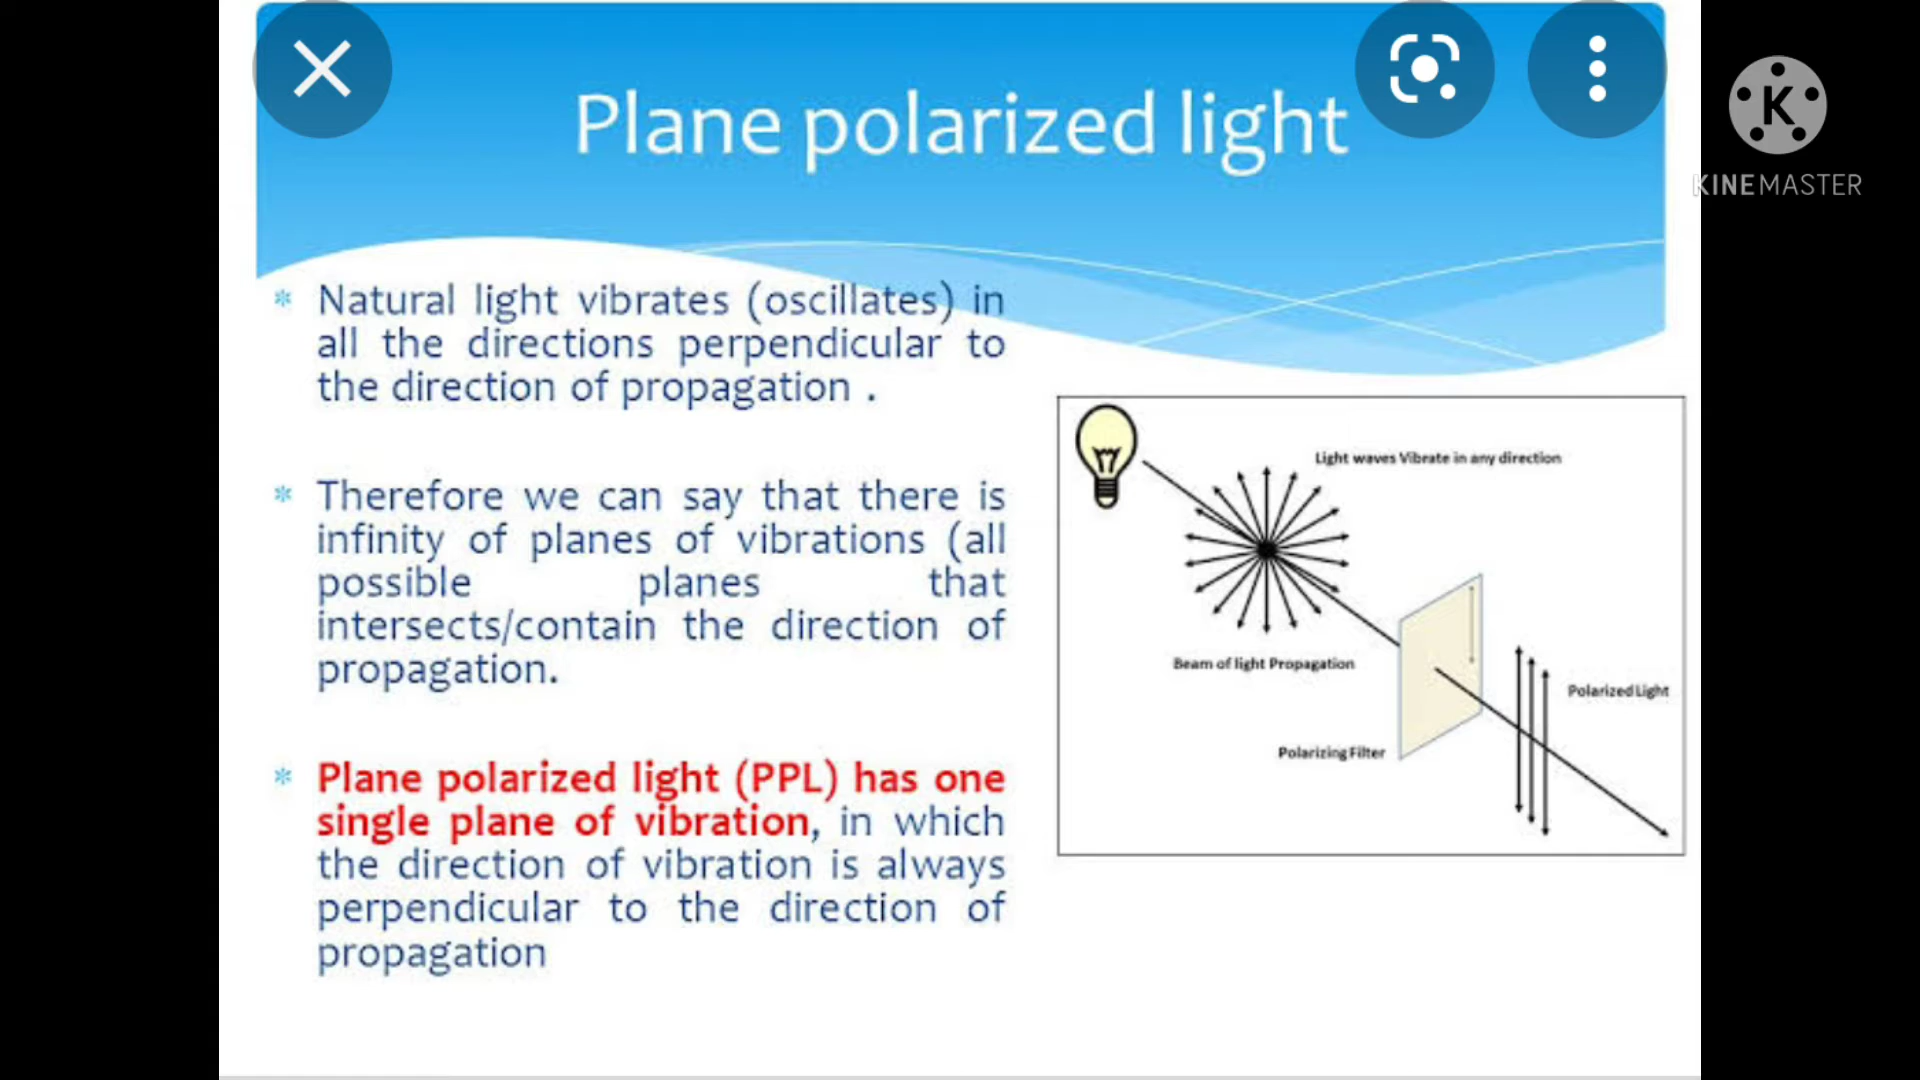 Plane polarized light
K
KINEMASTER
* Natural light vibrates (oscillates) in
all the directions perpendicular to
the direction of propagation .
* Therefore we can say that there is
infinity of planes of vibrations (all
possible planes that
intersects/contain the direction of
propagation.
* Plane polarized light (PPL) has one
single plane of vibration, in which
the direction of vibration is always
perpendicular to the direction of
propagation
Light waves Vibrate in any direction
Beam of light Propagation
Polarized Light
Polarizing Filter